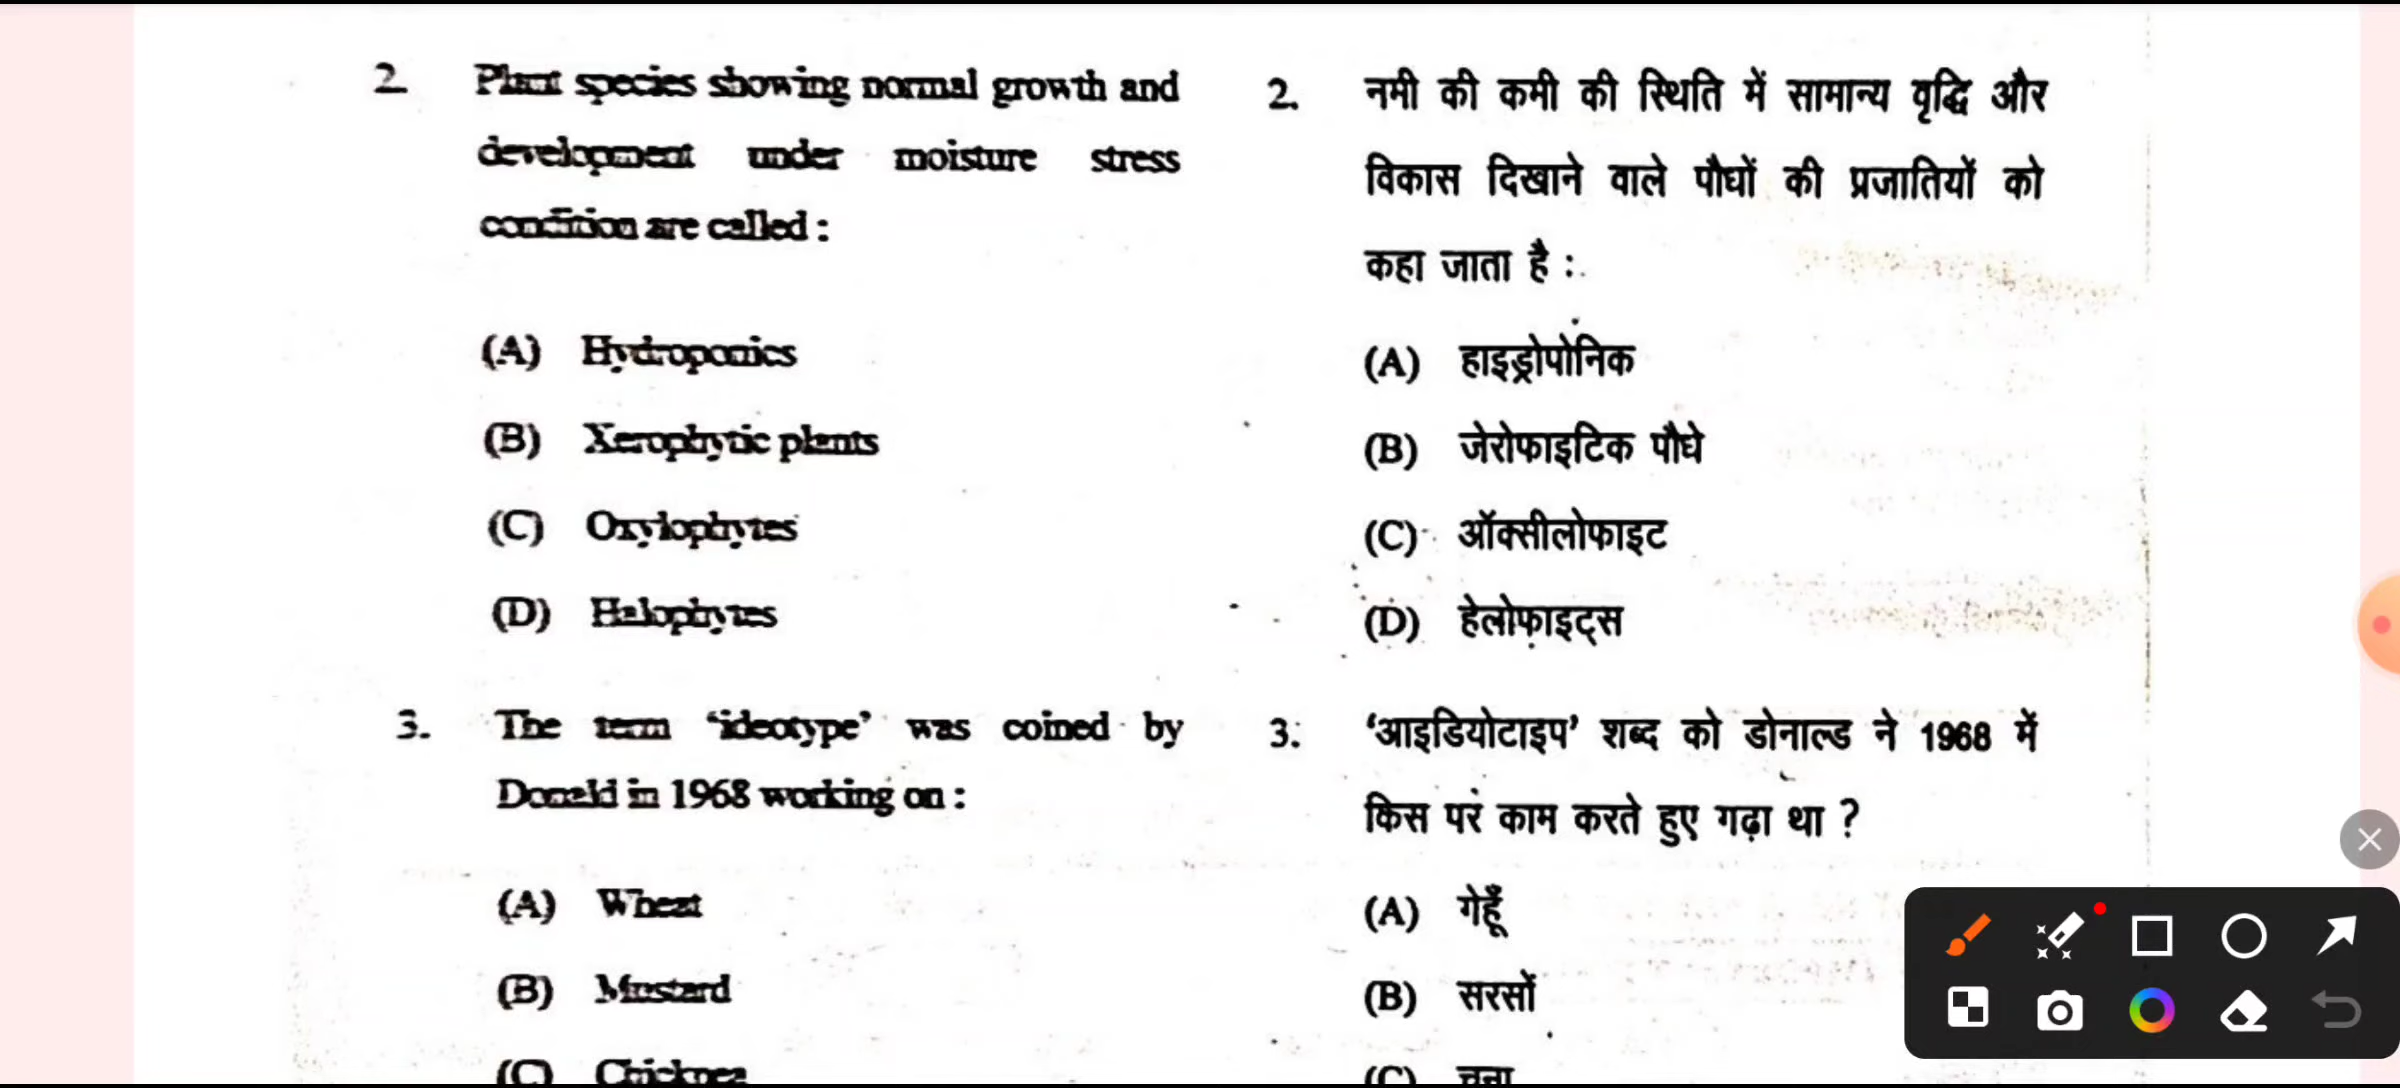 2. Plant species showing normal growth and
development under moisture stress
condition are called :
(A) Hydroponics
(B) Xerophytic plants
(C) Oxylophytes
(D) Halophytes
3. The term ‘ideotype’ was coined by
Donald in 1968 working on :
(A) Wheat
(B) Mustard
(C) Chickpea
2. नमी की कमी की स्थिति में सामान्य वृद्धि और
विकास दिखाने वाले पौधों की प्रजातियों को
कहा जाता है :
(A) हाइड्रोपोनिक
(B) जेरोफाइटिक पौधे
(C) ऑक्सीलोफाइट
(D) हेलोफाइट्स
3. ‘आइडियोटाइप’ शब्द को डोनाल्ड ने 1968 में
किस पर काम करते हुए गढ़ा था ?
(A) गेहूँ
(B) सरसों
(C) चना